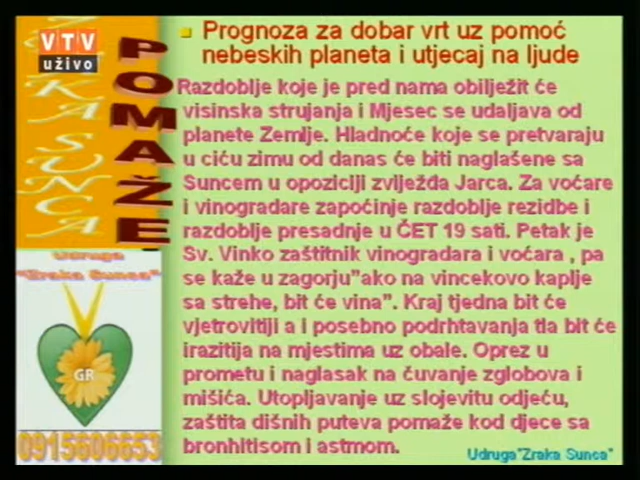 VTV
uživo
ZRAKA SUNCA
POMAŽE
Udruga
"Zraka Sunca"
GR
0915606653
Prognoza za dobar vrt uz pomoć
nebeskih planeta i utjecaj na ljude
Razdoblje koje je pred nama obilježit će
visinska strujanja i Mjesec se udaljava od
planete Zemlje. Hladnoće koje se pretvaraju
u ciću zimu od danas će biti naglašene sa
Suncem u opoziciji zviježđa Jarca. Za voćare
i vinogradare započinje razdoblje rezidbe i
razdoblje presadnje u ČET 19 sati. Petak je
Sv. Vinko zaštitnik vinogradara i voćara , pa
se kaže u zagorju"ako na vincekovo kaplje
sa strehe, bit će vina". Kraj tjedna bit će
vjetrovitiji a i posebno podrhtavanja tla bit će
irazitija na mjestima uz obale. Oprez u
prometu i naglasak na čuvanje zglobova i
mišića. Utopljavanje uz slojevitu odjeću,
zaštita dišnih puteva pomaže kod djece sa
bronhitisom i astmom.
Udruga"Zraka Sunca"